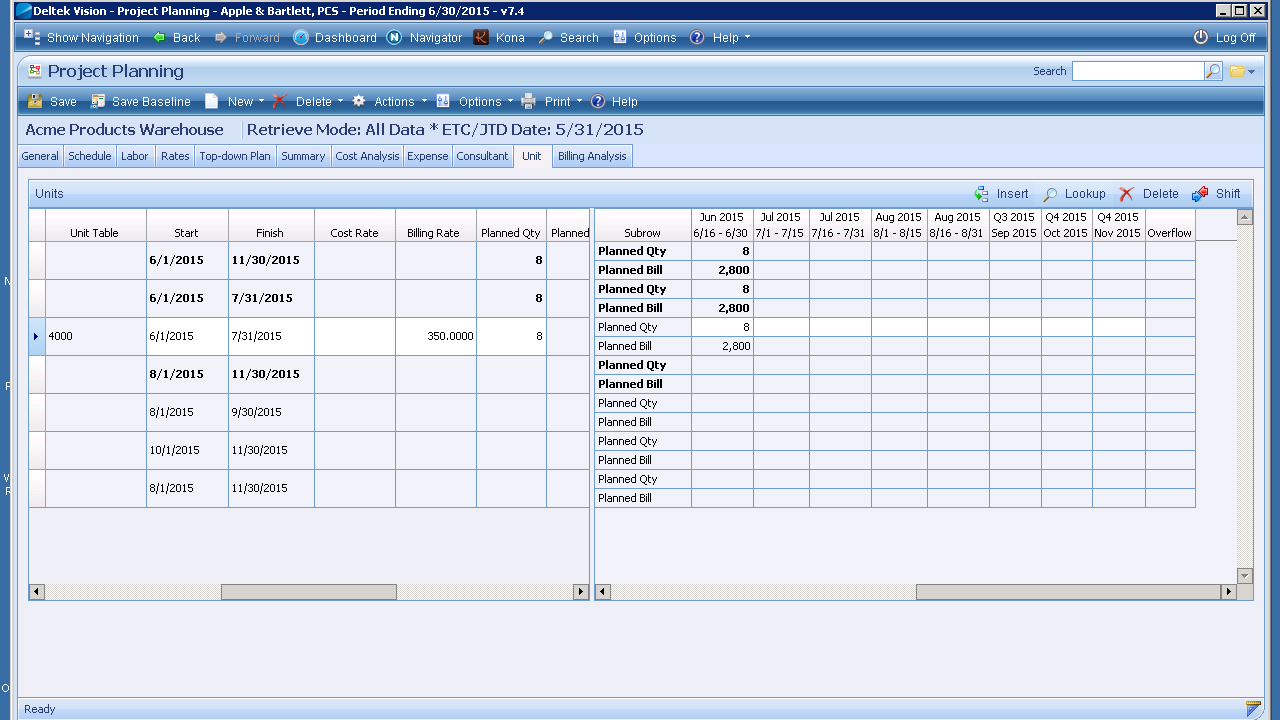 Deltek Vision - Project Planning - Apple & Bartlett, PCS - Period Ending 6/30/2015 - v7.4
Show Navigation Back Forward Dashboard Navigator Kona Search Options Help Log Off
Project Planning Search
Save Save Baseline New Delete Actions Options Print Help
Acme Products Warehouse Retrieve Mode: All Data * ETC/JTD Date: 5/31/2015
General Schedule Labor Rates Top-down Plan Summary Cost Analysis Expense Consultant Unit Billing Analysis
Units Insert Lookup Delete Shift
Jun 2015 Jul 2015 Jul 2015 Aug 2015 Aug 2015 Q3 2015 Q4 2015 Q4 2015
Unit Table Start Finish Cost Rate Billing Rate Planned Qty Planned Subrow 6/16 - 6/30 7/1 - 7/15 7/16 - 7/31 8/1 - 8/15 8/16 - 8/31 Sep 2015 Oct 2015 Nov 2015 Overflow
Planned Qty 8
6/1/2015 11/30/2015 8
Planned Bill 2,800
Planned Qty 8
6/1/2015 7/31/2015 8
Planned Bill 2,800
Planned Qty 8
4000 6/1/2015 7/31/2015 350.0000 8
Planned Bill 2,800
Planned Qty
8/1/2015 11/30/2015
Planned Bill
Planned Qty
8/1/2015 9/30/2015
Planned Bill
Planned Qty
10/1/2015 11/30/2015
Planned Bill
Planned Qty
8/1/2015 11/30/2015
Planned Bill
Ready